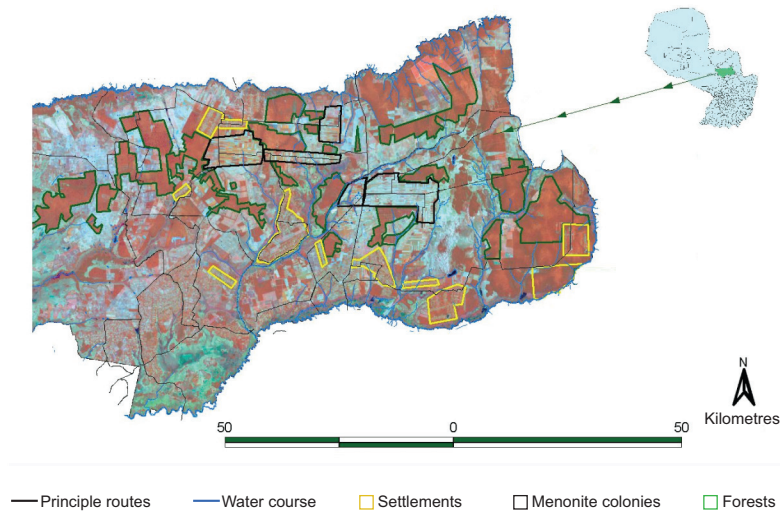 N
Kilometres
50 0 50
Principle routes Water course Settlements Menonite colonies Forests